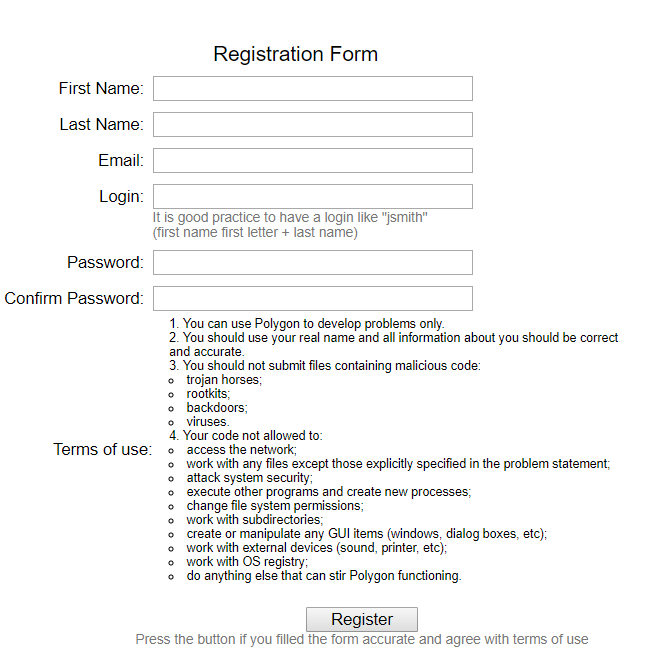 Registration Form
First Name:
Last Name:
Email:
Login:
It is good practice to have a login like "jsmith"
(first name first letter + last name)
Password:
Confirm Password:
Terms of use:
1. You can use Polygon to develop problems only.
2. You should use your real name and all information about you should be correct
and accurate.
3. You should not submit files containing malicious code:
trojan horses;
rootkits;
backdoors;
viruses.
4. Your code not allowed to:
access the network;
work with any files except those explicitly specified in the problem statement;
attack system security;
execute other programs and create new processes;
change file system permissions;
work with subdirectories;
create or manipulate any GUI items (windows, dialog boxes, etc);
work with external devices (sound, printer, etc);
work with OS registry;
do anything else that can stir Polygon functioning.
Register
Press the button if you filled the form accurate and agree with terms of use